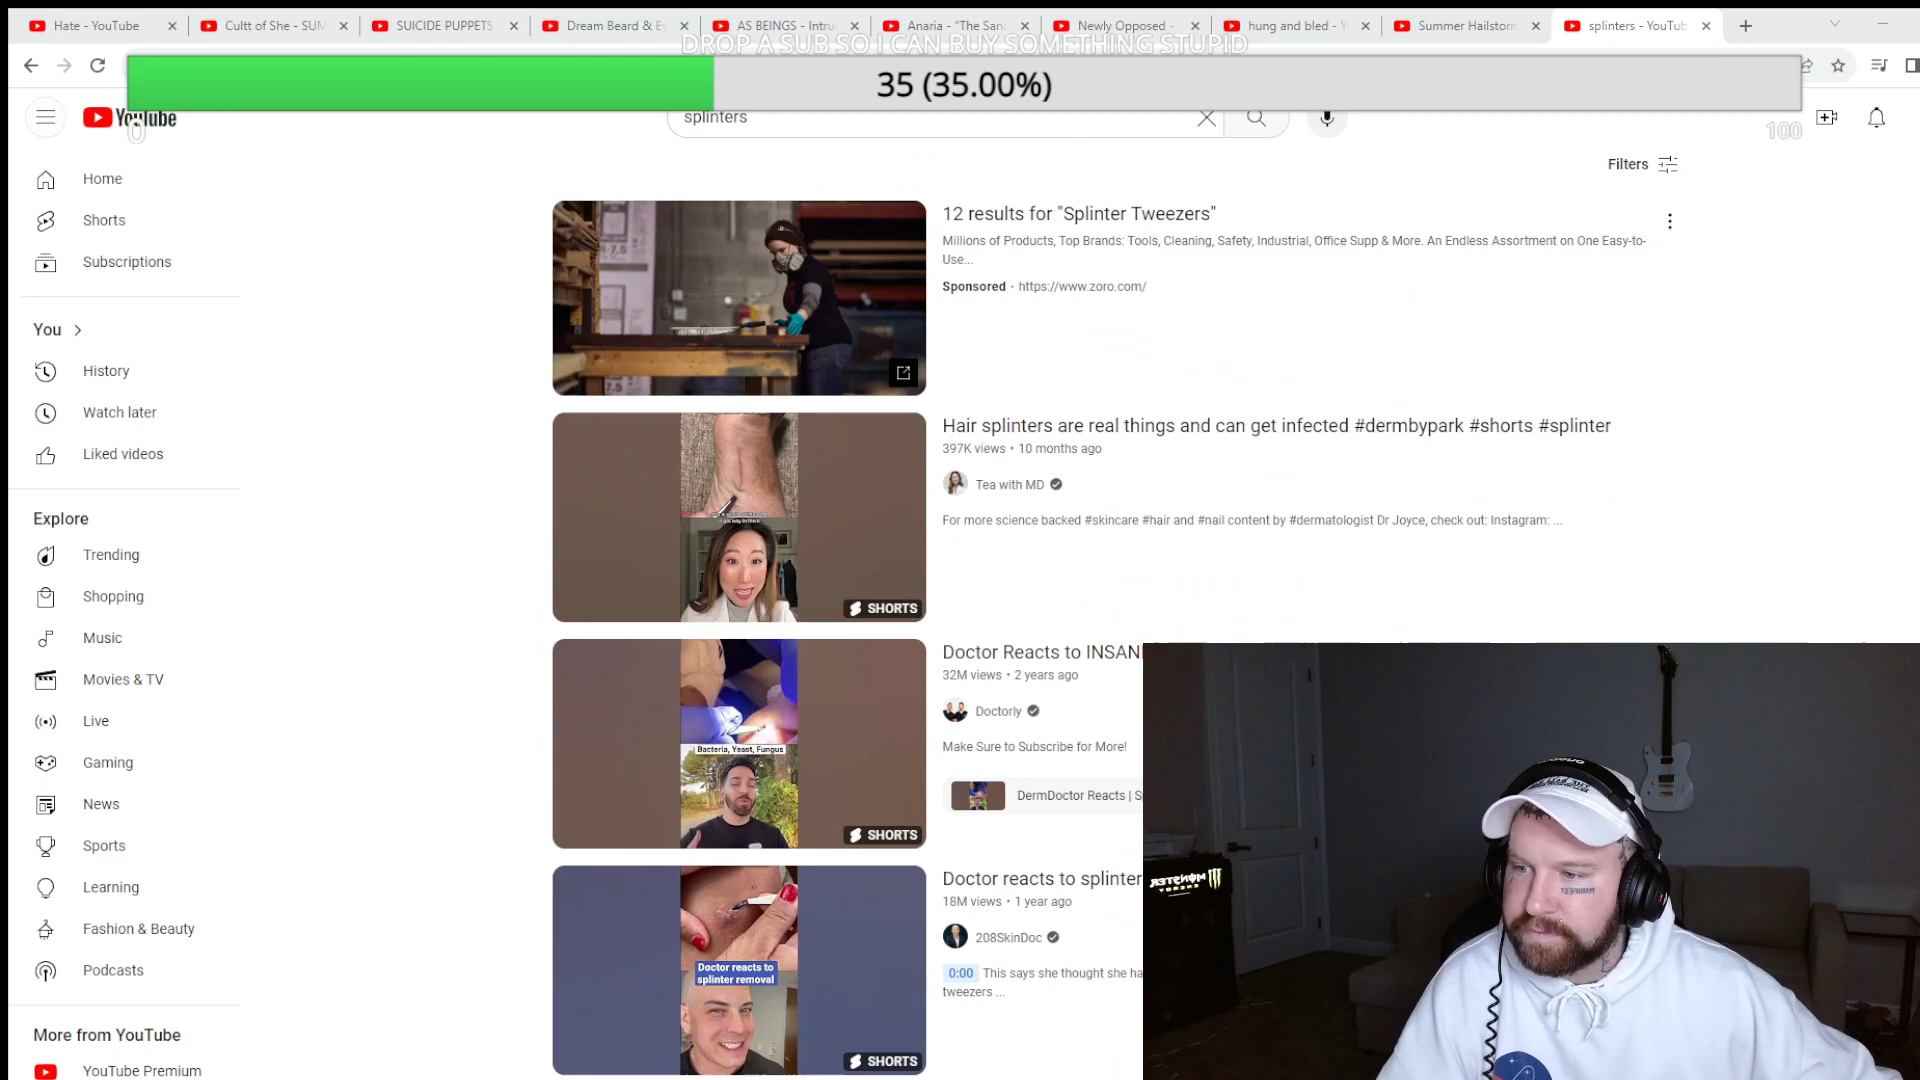 Hate - YouTube
Cultt of She - SUM
SUICIDE PUPPETS
Dream Beard & Ey
AS BEINGS - Intru
Anaria - "The Sanc
Newly Opposed -
hung and bled - Y
Summer Hailstorm
splinters - YouTub
DROP A SUB SO I CAN BUY SOMETHING STUPID
35 (35.00%)
0
100
YouTube
splinters
Filters
Home
Shorts
Subscriptions
You
History
Watch later
Liked videos
Explore
Trending
Shopping
Music
Movies & TV
Live
Gaming
News
Sports
Learning
Fashion & Beauty
Podcasts
More from YouTube
YouTube Premium
12 results for "Splinter Tweezers"
Millions of Products, Top Brands: Tools, Cleaning, Safety, Industrial, Office Supp & More. An Endless Assortment on One Easy-to-
Use...
Sponsored · https://www.zoro.com/
Hair splinters are real things and can get infected #dermbypark #shorts #splinter
397K views • 10 months ago
Tea with MD
For more science backed #skincare #hair and #nail content by #dermatologist Dr Joyce, check out: Instagram: ...
SHORTS
Doctor Reacts to INSAN
32M views • 2 years ago
Doctorly
Make Sure to Subscribe for More!
DermDoctor Reacts | S
Bacteria, Yeast, Fungus
SHORTS
Doctor reacts to splinter
18M views • 1 year ago
208SkinDoc
0:00 This says she thought she ha
tweezers ...
Doctor reacts to
splinter removal
SHORTS
MONSTER
ENERGY
MANIFEST